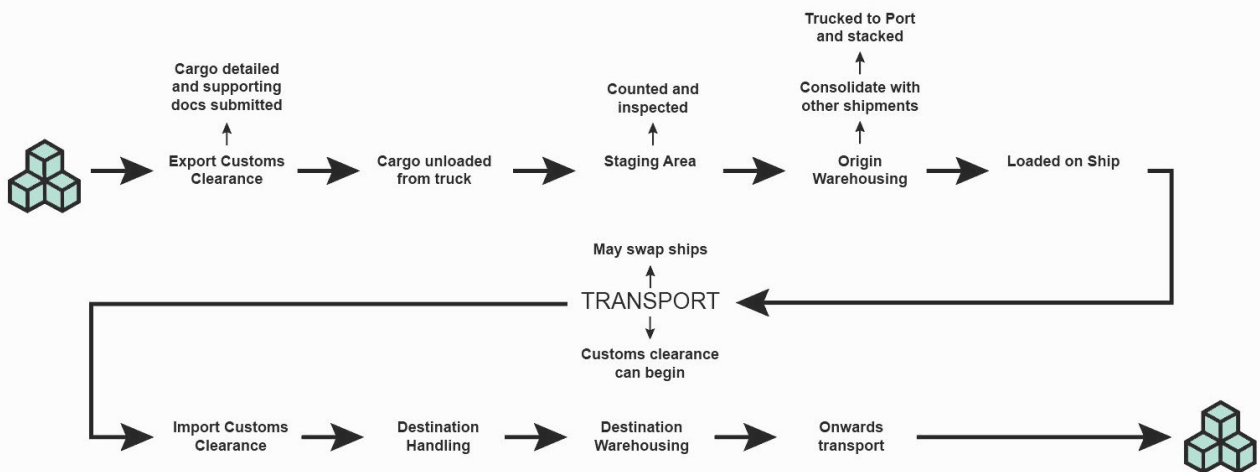 Trucked to Port
and stacked
Cargo detailed
and supporting
docs submitted
Counted and
inspected
Consolidate with
other shipments
Export Customs
Clearance
Cargo unloaded
from truck
Staging Area
Origin
Warehousing
Loaded on Ship
May swap ships
TRANSPORT
Customs clearance
can begin
Import Customs
Clearance
Destination
Handling
Destination
Warehousing
Onwards
transport